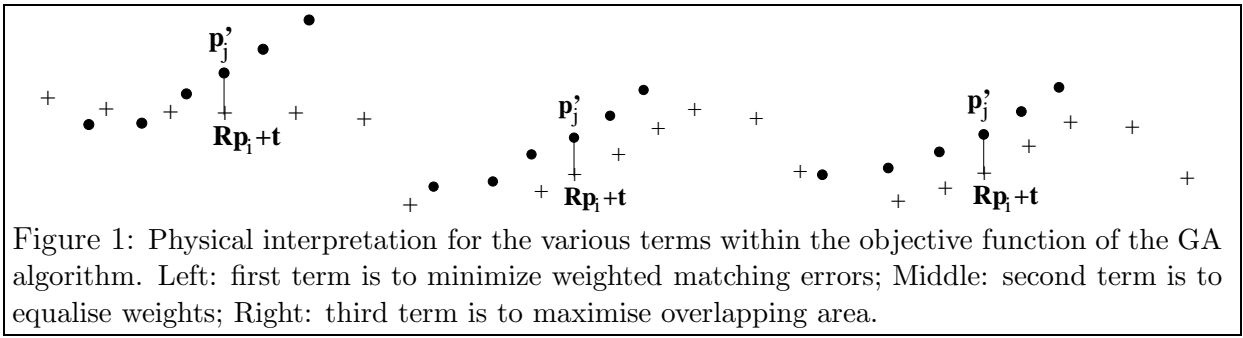 p'j
Rpi+t
p'j
Rpi+t
p'j
Rpi+t
Figure 1: Physical interpretation for the various terms within the objective function of the GA
algorithm. Left: first term is to minimize weighted matching errors; Middle: second term is to
equalise weights; Right: third term is to maximise overlapping area.